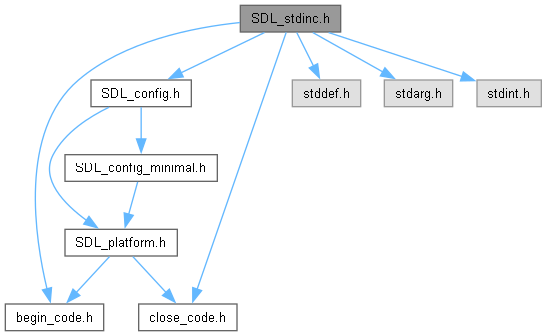 SDL_stdinc.h
SDL_config.h
stddef.h
stdarg.h
stdint.h
SDL_config_minimal.h
SDL_platform.h
begin_code.h
close_code.h